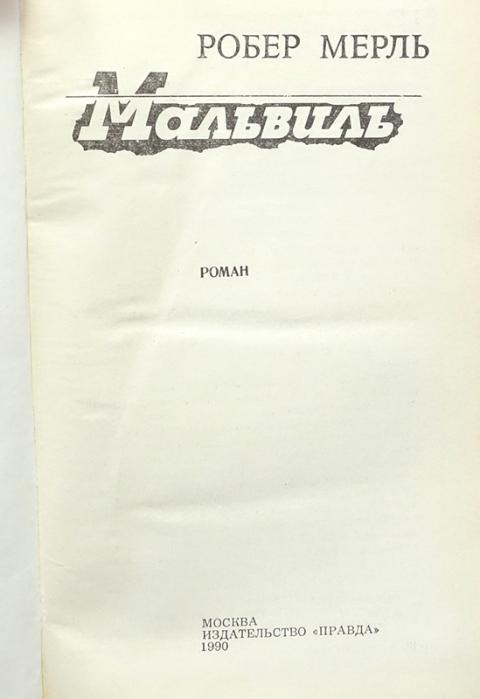 РОБЕР МЕРЛЬ
Мальвиль
РОМАН
МОСКВА
ИЗДАТЕЛЬСТВО «ПРАВДА»
1990